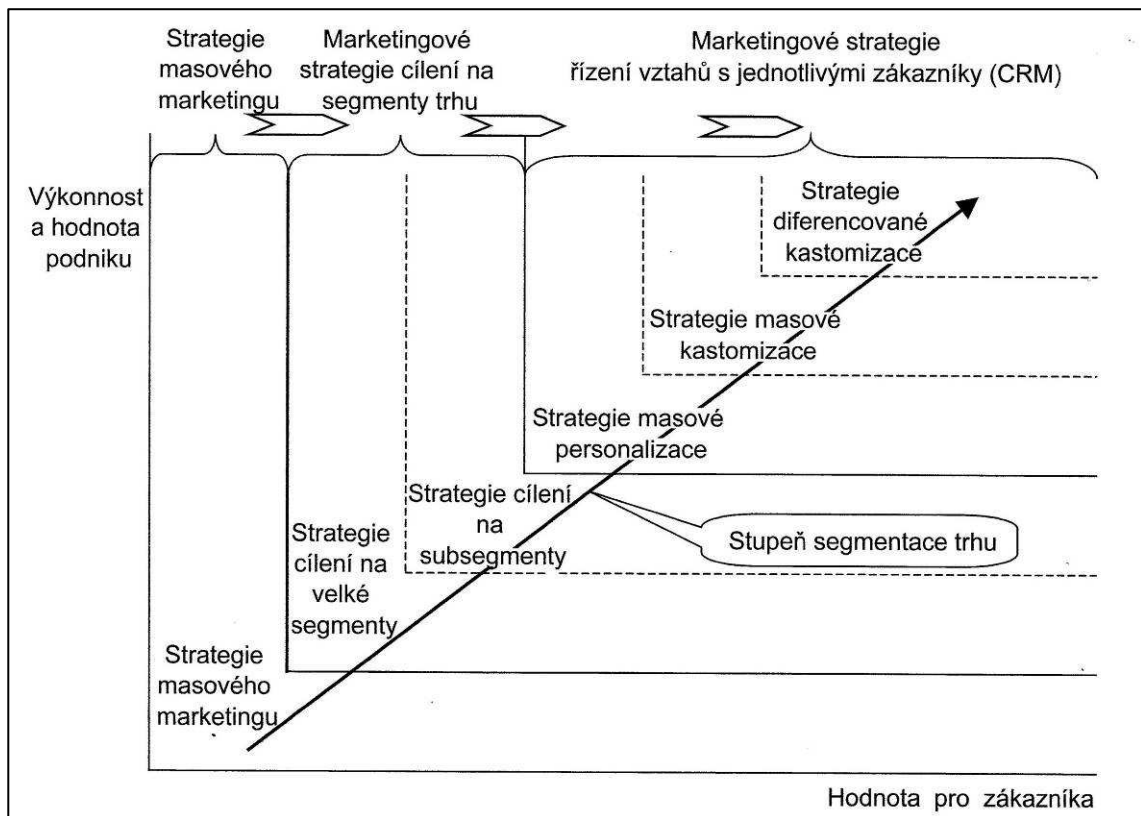 Strategie
masového
marketingu
Marketingové
strategie cílení na
segmenty trhu
Marketingové strategie
řízení vztahů s jednotlivými zákazníky (CRM)
Výkonnost
a hodnota
podniku
Strategie
diferencované
kastomizace
Strategie masové
kastomizace
Strategie masové
personalizace
Strategie cílení
na
subsegmenty
Stupeň segmentace trhu
Strategie
cílení na
velké
segmenty
Strategie
masového
marketingu
Hodnota pro zákazníka